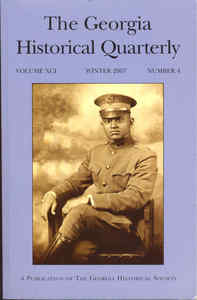 The Georgia
Historical Quarterly
VOLUME XCI WINTER 2007 NUMBER 4
A PUBLICATION OF THE GEORGIA HISTORICAL SOCIETY